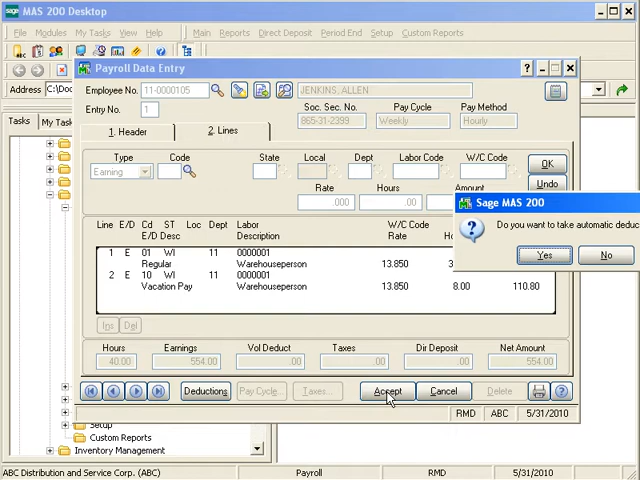 sage MAS 200 Desktop
File Modules My Tasks View Help Main Reports Direct Deposit Period End Setup Custom Reports
Address C:\Doc
Tasks My Task
Payroll Data Entry
Employee No. 11-0000105 JENKINS, ALLEN
Entry No. 1 Soc. Sec. No. Pay Cycle Pay Method
865-31-2399 Weekly Hourly
1. Header 2. Lines
Type Code State Local Dept Labor Code W/C Code
Earning OK
Rate Hours Amount Undo
.000 .00
Sage MAS 200
Do you want to take automatic deduc
Yes No
Line E/D Cd ST Loc Dept Labor W/C Code
E/D Desc Description Rate H
1 E 01 WI 11 0000001
Regular Warehouseperson 13.850 3
2 E 10 WI 11 0000001
Vacation Pay Warehouseperson 13.850 8.00 110.80
Ins Del
Hours Earnings Vol Deduct Taxes Dir Deposit Net Amount
40.00 554.00 .00 .00 .00 554.00
Deductions Pay Cycle... Taxes... Accept Cancel Delete
RMD ABC 5/31/2010
Setup
Custom Reports
Inventory Management
ABC Distribution and Service Corp. (ABC) Payroll RMD 5/31/2010